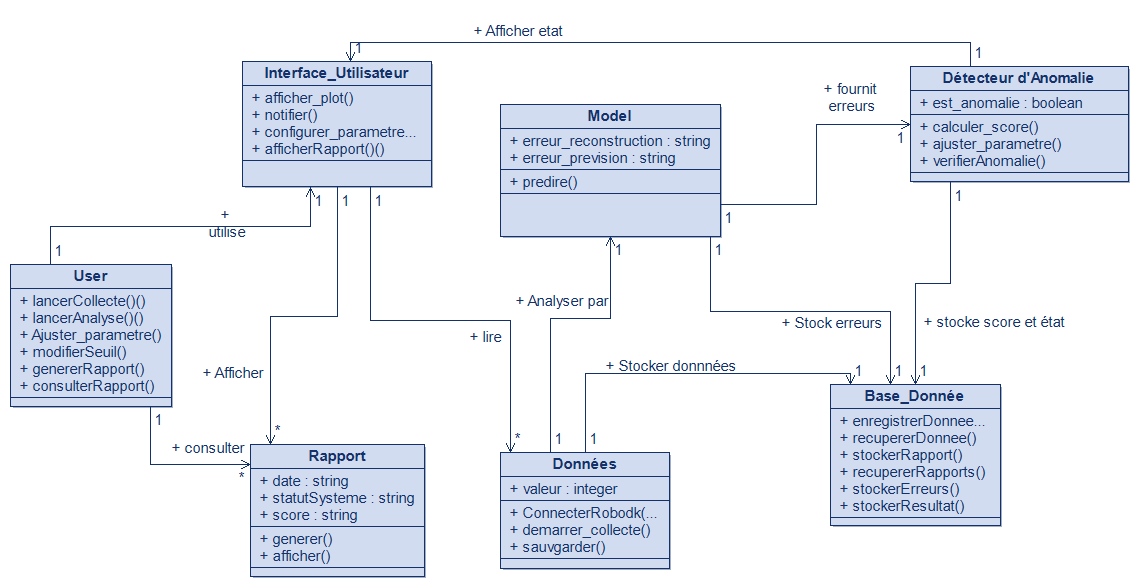 + Afficher etat
1
1
Interface_Utilisateur
+ afficher_plot()
+ notifier()
+ configurer_parametre...
+ afficherRapport()()
Détecteur d'Anomalie
+ est_anomalie : boolean
+ calculer_score()
+ ajuster_parametre()
+ verifierAnomalie()
+ fournit
erreurs
1
1
Model
+ erreur_reconstruction : string
+ erreur_prevision : string
+ predire()
1
1
1
1
1
+
utilise
1
User
+ lancerCollecte()()
+ lancerAnalyse()()
+ Ajuster_parametre()
+ modifierSeuil()
+ genererRapport()
+ consulterRapport()
1
1
+ Analyser par
+ Stock erreurs
+ stocke score et état
+ lire
+ Afficher
+ Stocker donnnées
1
1
1
Base_Donnée
+ enregistrerDonnee...
+ recupererDonnee()
+ stockerRapport()
+ recupererRapports()
+ stockerErreurs()
+ stockerResultat()
+ consulter
*
*
*
1
1
Rapport
+ date : string
+ statutSysteme : string
+ score : string
+ generer()
+ afficher()
Données
+ valeur : integer
+ ConnecterRobodk(...
+ demarrer_collecte()
+ sauvgarder()